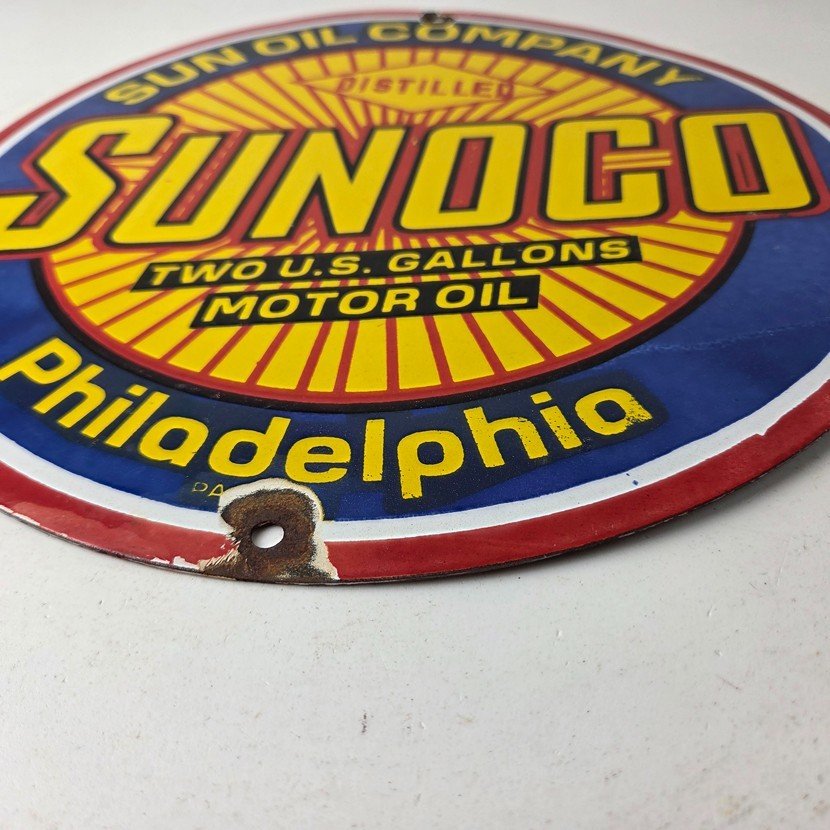 SUN OIL COMPANY
DISTILLED
SUNOCO
TWO U.S. GALLONS
MOTOR OIL
Philadelphia